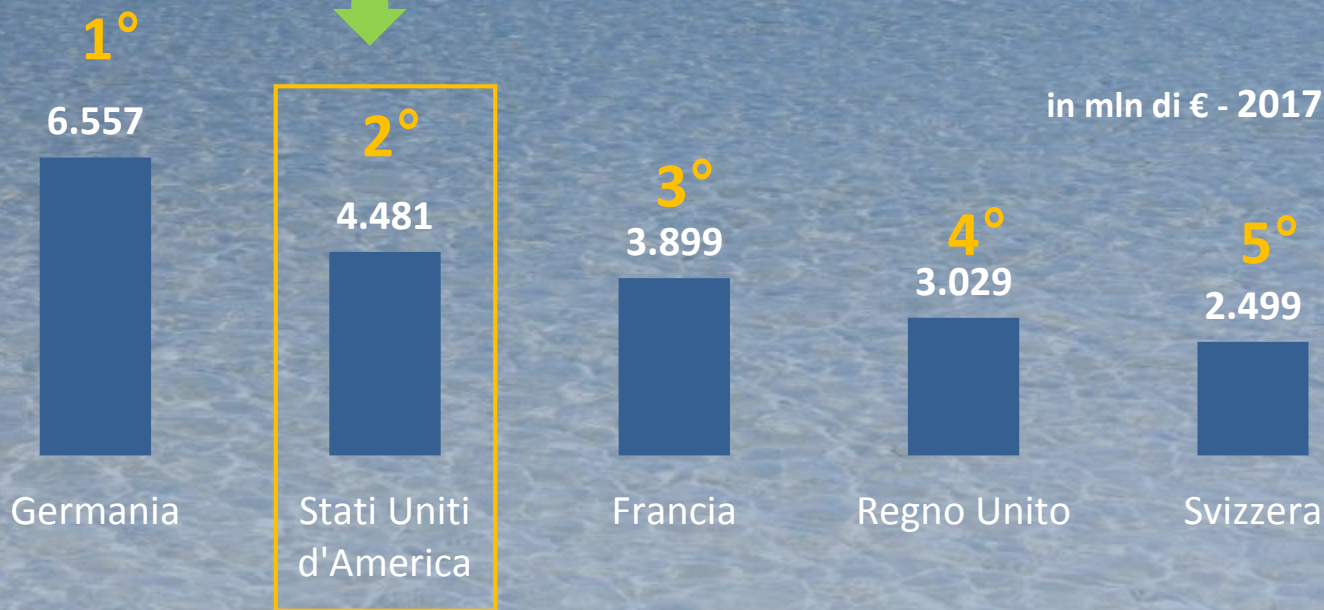 1°
6.557
2°
4.481
3°
3.899
4°
3.029
5°
2.499
in mln di € - 2017
Germania
Stati Uniti
d'America
Francia
Regno Unito
Svizzera